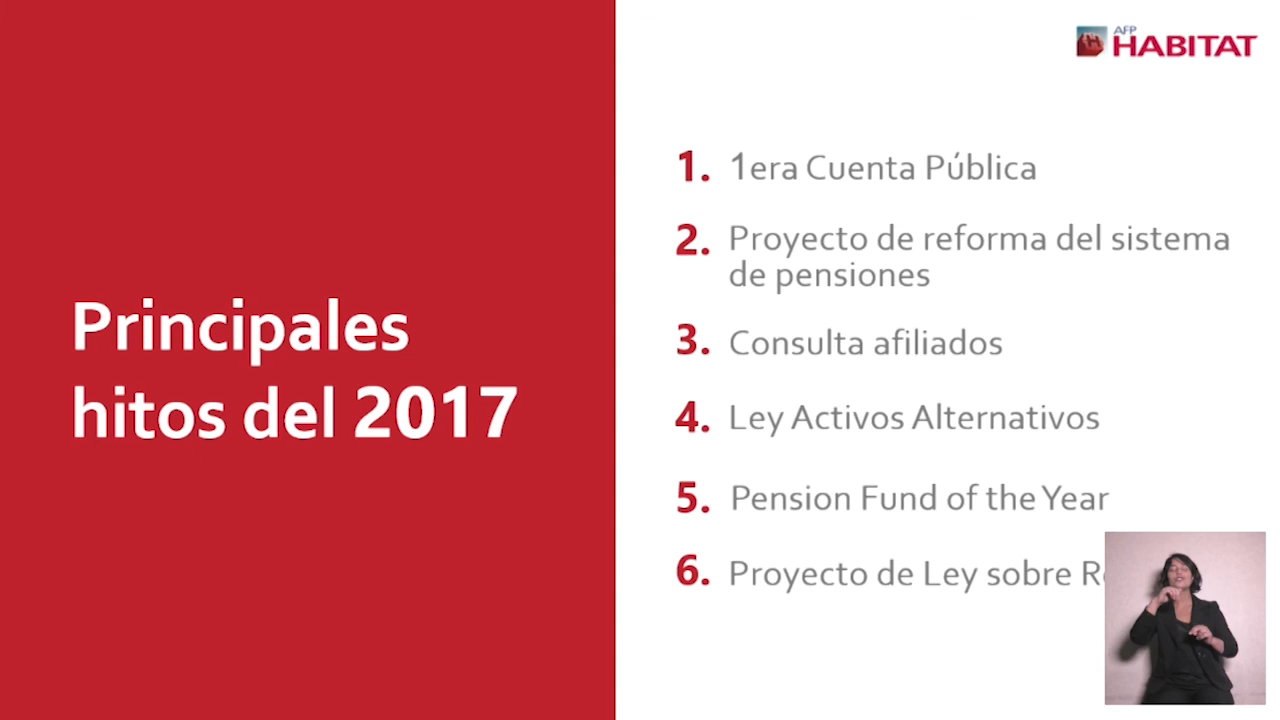 AFP
HABITAT
Principales
hitos del 2017
1. 1era Cuenta Pública
2. Proyecto de reforma del sistema
de pensiones
3. Consulta afiliados
4. Ley Activos Alternativos
5. Pension Fund of the Year
6. Proyecto de Ley sobre